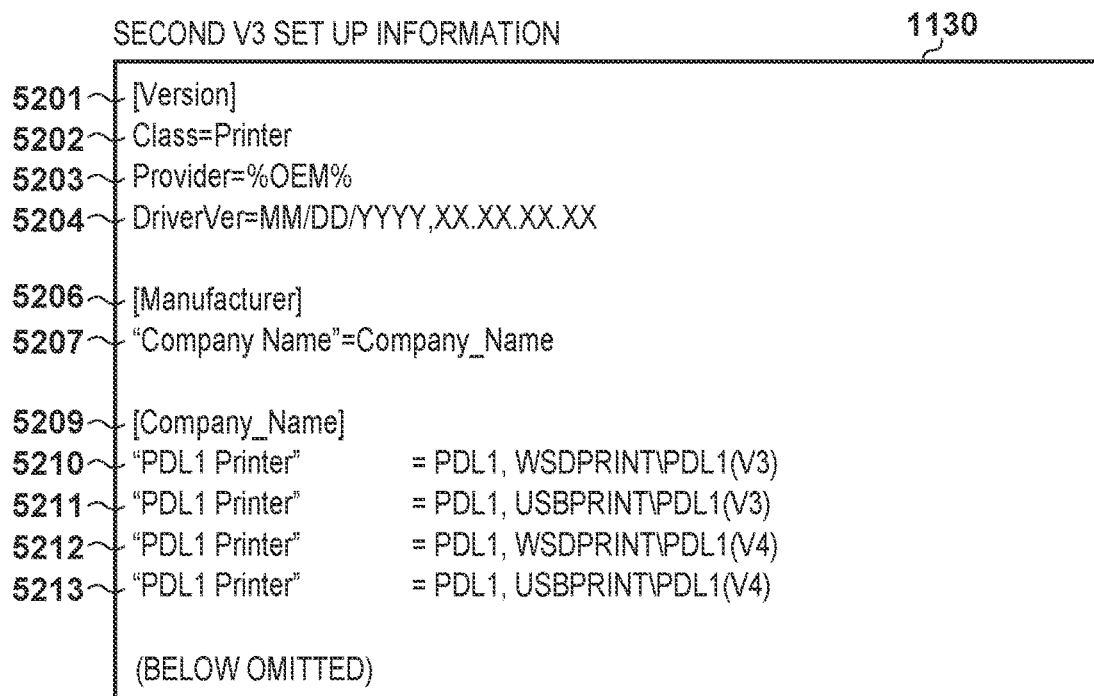 SECOND V3 SET UP INFORMATION 1130
5201 [Version]
5202 Class=Printer
5203 Provider=%OEM%
5204 DriverVer=MM/DD/YYYY,XX.XX.XX.XX
5206 [Manufacturer]
5207 “Company Name”=Company_Name
5209 [Company_Name]
5210 “PDL1 Printer” = PDL1, WSDPRINT\PDL1(V3)
5211 “PDL1 Printer” = PDL1, USBPRINT\PDL1(V3)
5212 “PDL1 Printer” = PDL1, WSDPRINT\PDL1(V4)
5213 “PDL1 Printer” = PDL1, USBPRINT\PDL1(V4)
(BELOW OMITTED)